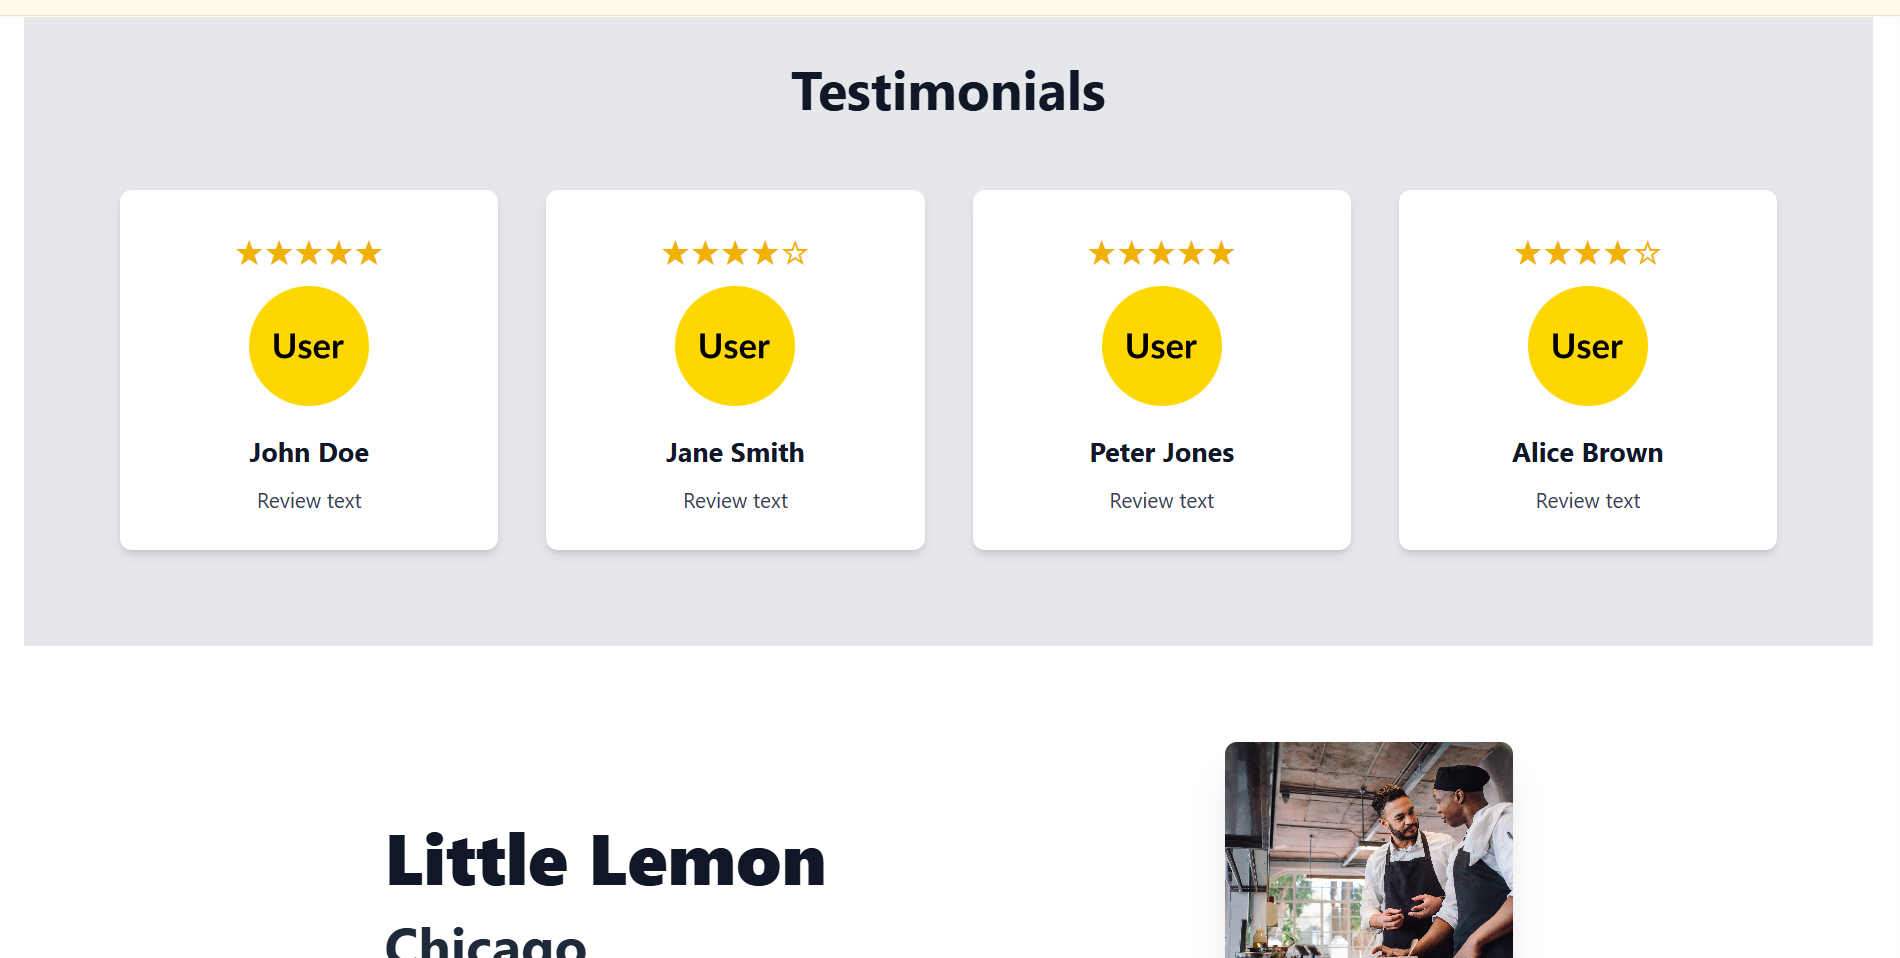 Testimonials
★★★★★
★★★★☆
★★★★★
★★★★☆
User
User
User
User
John Doe
Jane Smith
Peter Jones
Alice Brown
Review text
Review text
Review text
Review text
Little Lemon
Chicago